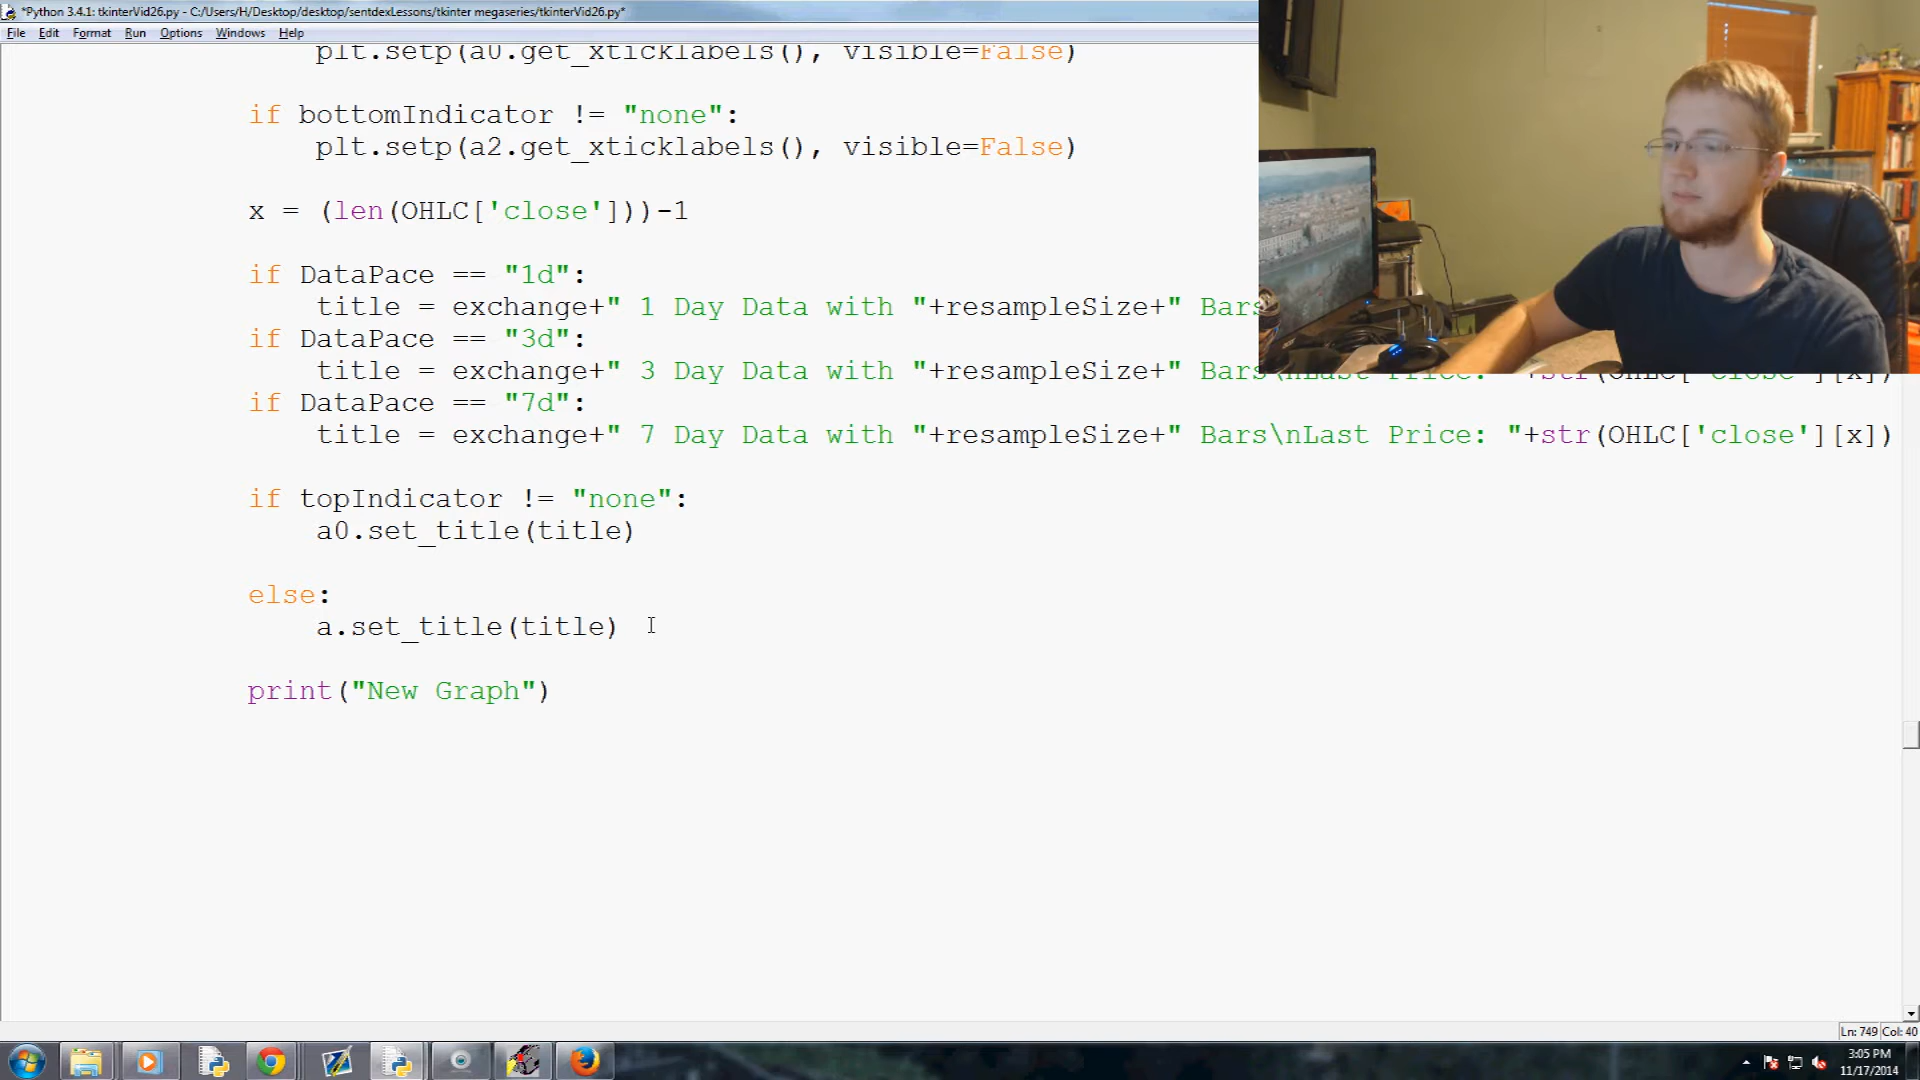 *Python 3.4.1: tkinterVid26.py - C:/Users/H/Desktop/desktop/sentdexLessons/tkinter megaseries/tkinterVid26.py*
File Edit Format Run Options Windows Help
plt.setp(a0.get_xticklabels(), visible=False)
if bottomIndicator != "none":
plt.setp(a2.get_xticklabels(), visible=False)
x = (len(OHLC['close']))-1
if DataPace == "1d":
title = exchange+" 1 Day Data with "+resampleSize+" Bars
if DataPace == "3d":
title = exchange+" 3 Day Data with "+resampleSize+" Bars\nLast Price: "+str(OHLC['close'][x])
if DataPace == "7d":
title = exchange+" 7 Day Data with "+resampleSize+" Bars\nLast Price: "+str(OHLC['close'][x])
if topIndicator != "none":
a0.set_title(title)
else:
a.set_title(title)
print("New Graph")
Ln: 749 Col: 40
3:05 PM
11/17/2014